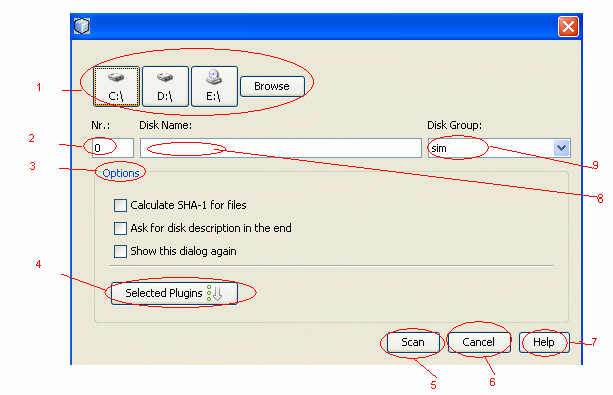 1
C:\ D:\ E:\ Browse
2 Nr.: Disk Name: Disk Group:
0 sim
9
3 Options
8
Calculate SHA-1 for files
Ask for disk description in the end
Show this dialog again
4
Selected Plugins
Scan Cancel Help 7
5 6